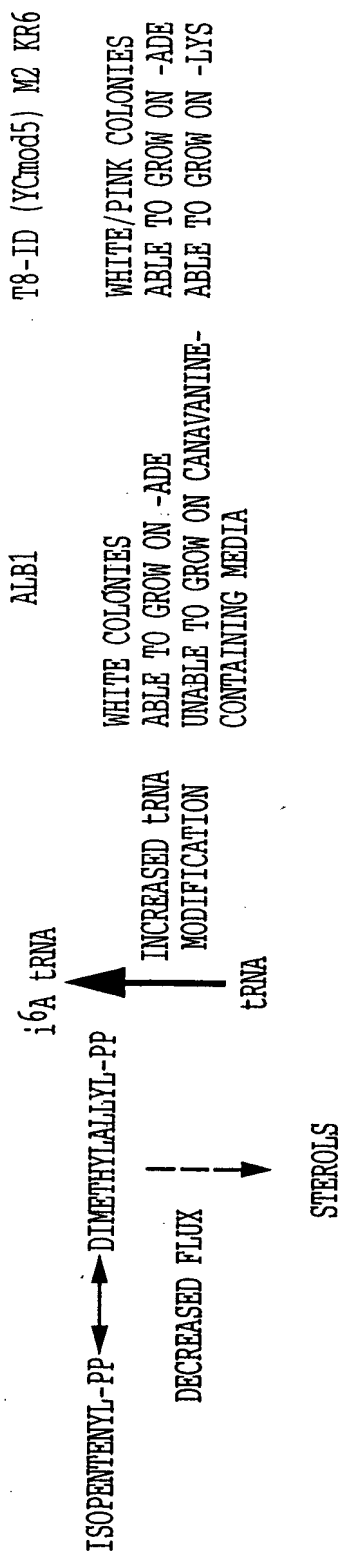 ISOPENTENYL-PP
DIMETHYLALLYL-PP
DECREASED FLUX
STEROLS
i6A tRNA
INCREASED tRNA
MODIFICATION
tRNA
ALB1
WHITE COLONIES
ABLE TO GROW ON -ADE
UNABLE TO GROW ON CANAVANINE-
CONTAINING MEDIA
T8-ID (YCmod5) M2 KR6
WHITE/PINK COLONIES
ABLE TO GROW ON -ADE
ABLE TO GROW ON -LYS